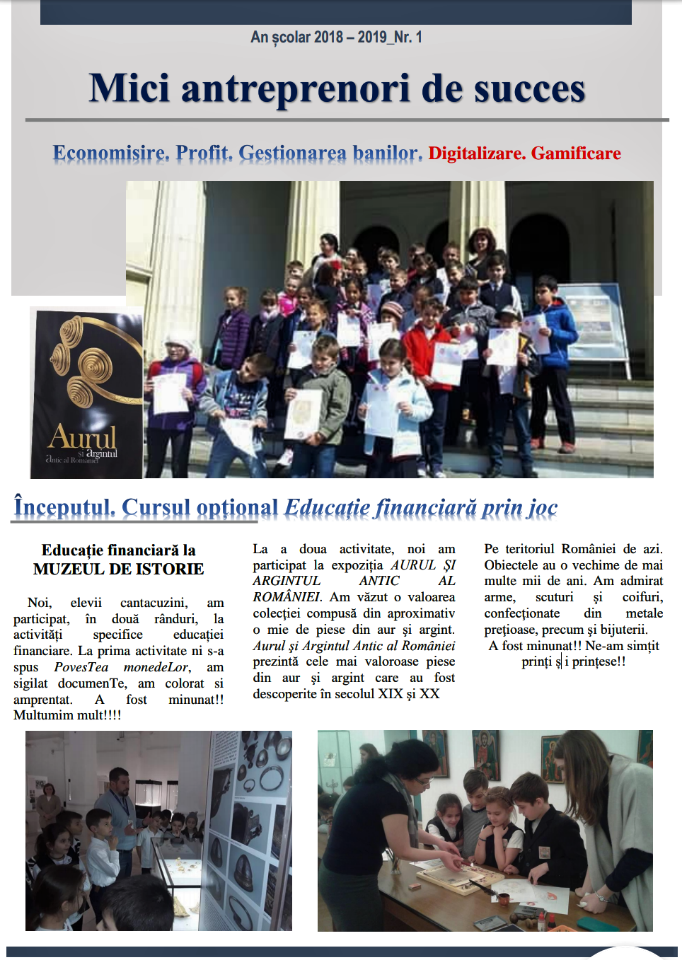 An școlar 2018 – 2019_Nr. 1
Mici antreprenori de succes
Economisire. Profit. Gestionarea banilor. Digitalizare. Gamificare
Aurul
si argintul
Antic al României
Începutul. Cursul opțional Educație financiară prin joc
Educație financiară la
MUZEUL DE ISTORIE
Noi, elevii cantacuzini, am
participat, în două rânduri, la
activități specifice educației
financiare. La prima activitate ni s-a
spus PovesTea monedeLor, am
sigilat documenTe, am colorat si
amprentat. A fost minunat!!
Multumim mult!!!!
La a doua activitate, noi am
participat la expoziția AURUL ȘI
ARGINTUL ANTIC AL
ROMÂNIEI. Am văzut o valoarea
colecției compusă din aproximativ
o mie de piese din aur și argint.
Aurul și Argintul Antic al României
prezintă cele mai valoroase piese
din aur și argint care au fost
descoperite în secolul XIX și XX
Pe teritoriul României de azi.
Obiectele au o vechime de mai
multe mii de ani. Am admirat
arme, scuturi și coifuri,
confecționate din metale
prețioase, precum și bijuterii.
A fost minunat!! Ne-am simțit
prinți și prințese!!